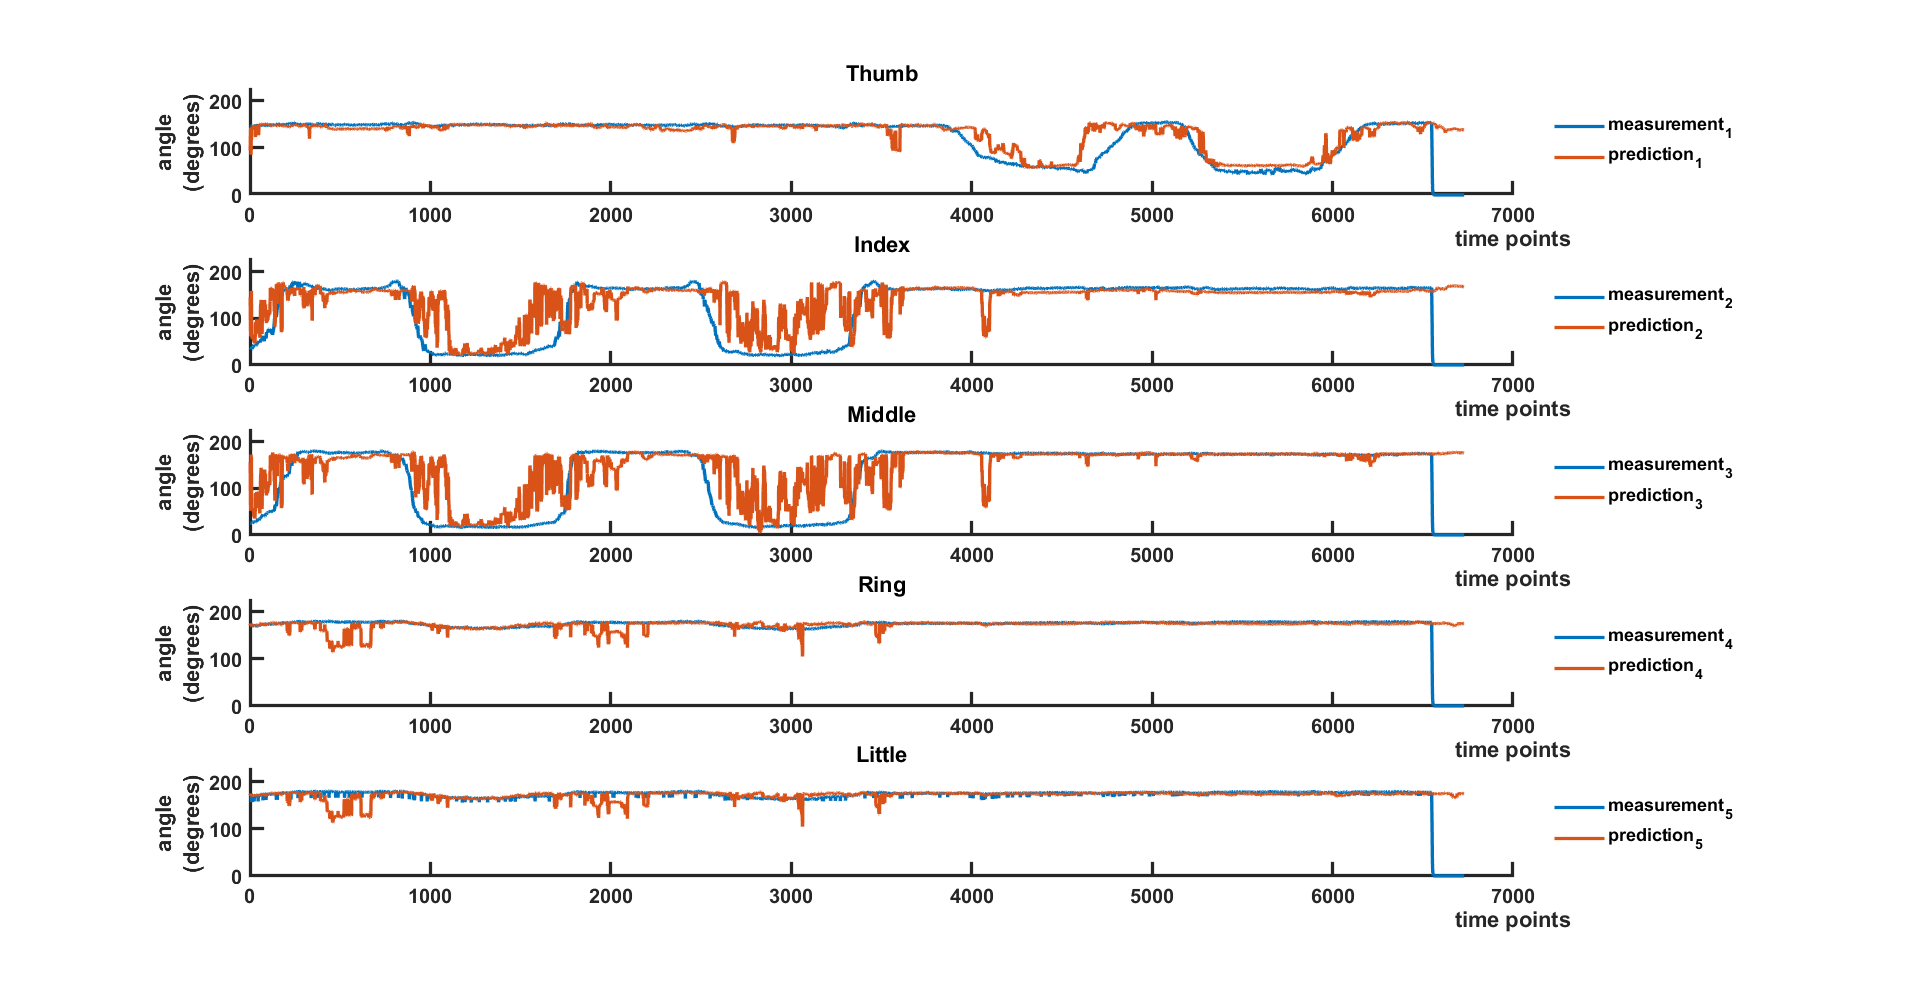 Thumb
angle
(degrees)
200
100
0
0 1000 2000 3000 4000 5000 6000 7000
time points
measurement1
prediction1
Index
angle
(degrees)
200
100
0
0 1000 2000 3000 4000 5000 6000 7000
time points
measurement2
prediction2
Middle
angle
(degrees)
200
100
0
0 1000 2000 3000 4000 5000 6000 7000
time points
measurement3
prediction3
Ring
angle
(degrees)
200
100
0
0 1000 2000 3000 4000 5000 6000 7000
time points
measurement4
prediction4
Little
angle
(degrees)
200
100
0
0 1000 2000 3000 4000 5000 6000 7000
time points
measurement5
prediction5